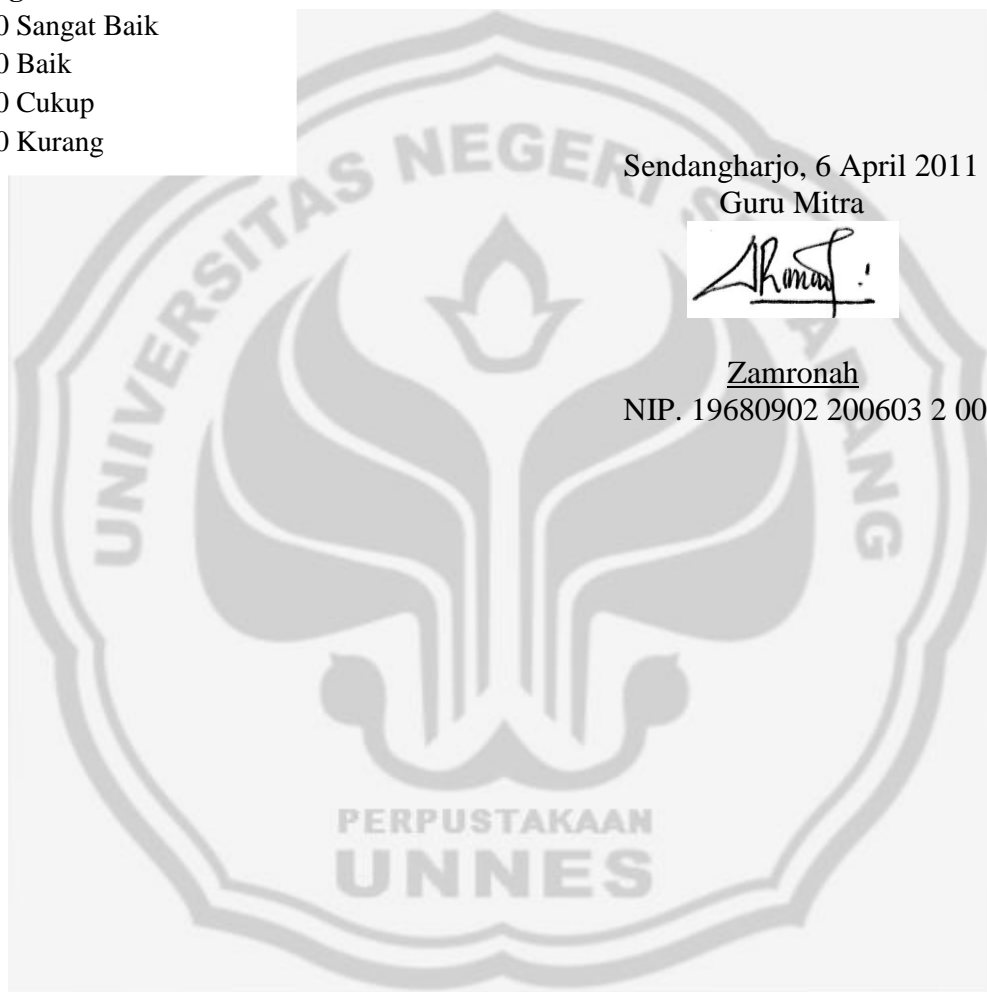 0 Sangat Baik
0 Baik
0 Cukup
0 Kurang
Sendangharjo, 6 April 2011
Guru Mitra
Zamronah
NIP. 19680902 200603 2 00
UNIVERSITAS NEGERI SEMARANG
PERPUSTAKAAN
UNNES